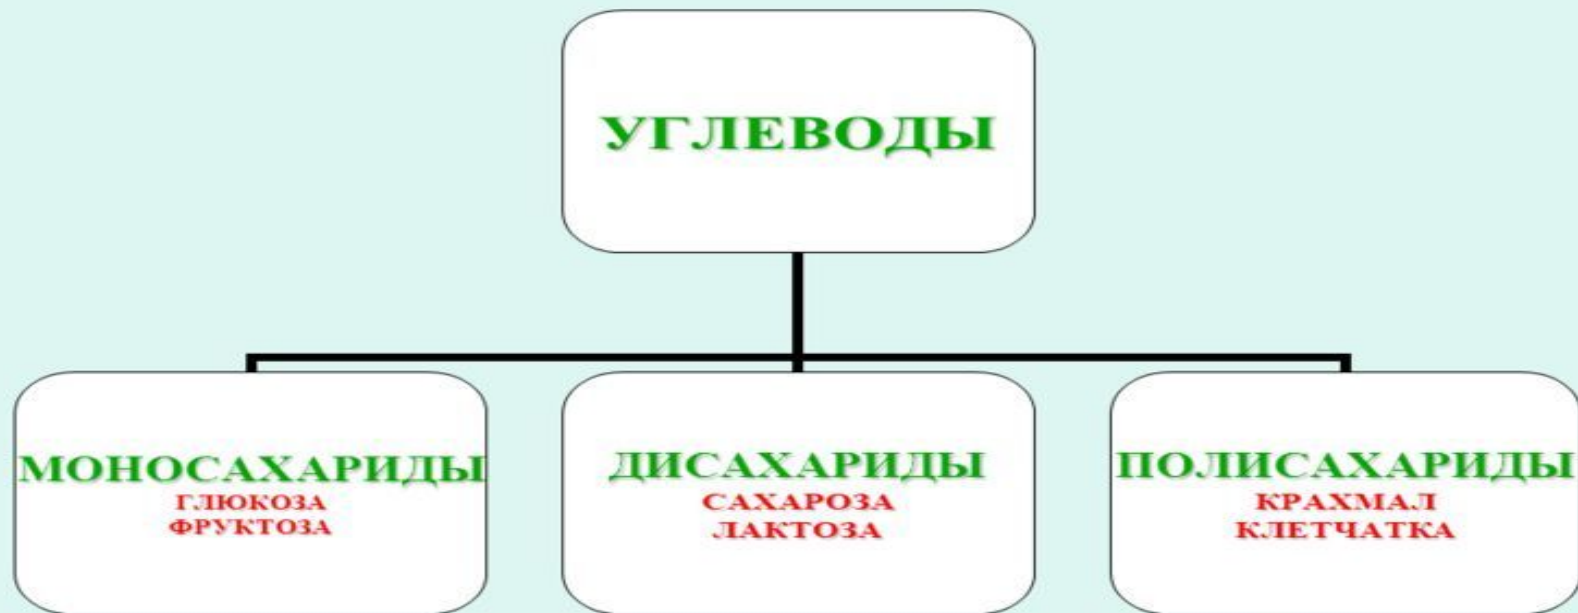 УГЛЕВОДЫ
МОНОСАХАРИДЫ
ГЛЮКОЗА
ФРУКТОЗА
ДИСАХАРИДЫ
САХАРОЗА
ЛАКТОЗА
ПОЛИСАХАРИДЫ
КРАХМАЛ
КЛЕТЧАТКА